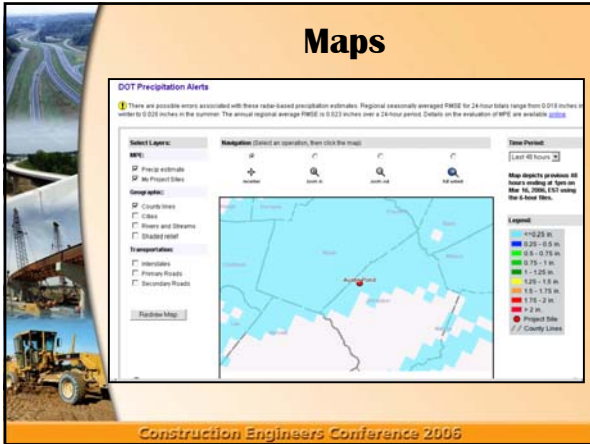 Maps
DOT Precipitation Alerts
There are possible errors associated with these radar-based precipitation estimates. Regional seasonally averaged RMSE for 24-hour totals range from 0.018 inches in
winter to 0.028 inches in the summer. The annual regional average RMSE is 0.023 inches over a 24-hour period. Details on the evaluation of MPE are available online.
Select Layers:
MPE:
Precip estimate
My Project Sites
Geographic:
County lines
Cities
Rivers and Streams
Shaded relief
Transportation:
Interstates
Primary Roads
Secondary Roads
Redraw Map
Navigation (Select an operation, then click the map)
recenter
zoom in
zoom out
full extent
Austin Pond
Johnston
Time Period:
Last 48 hours
Map depicts previous 48
hours ending at 1pm on
Mar 16, 2006, EST using
the 6-hour files.
Legend:
<=0.25 in.
0.25 - 0.5 in.
0.5 - 0.75 in.
0.75 - 1 in.
1 - 1.25 in.
1.25 - 1.5 in.
1.5 - 1.75 in.
1.75 - 2 in.
> 2 in.
Project Site
County Lines
Construction Engineers Conference 2006